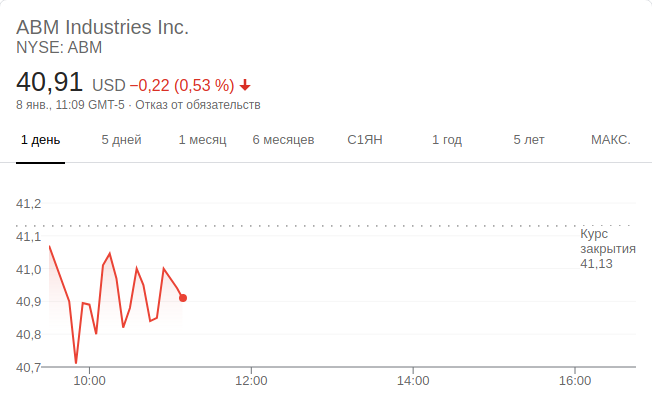 ABM Industries Inc.
NYSE: ABM
40,91 USD −0,22 (0,53 %)
8 янв., 11:09 GMT-5 · Отказ от обязательств
1 день 5 дней 1 месяц 6 месяцев С1ЯН 1 год 5 лет МАКС.
41,2
41,1
41,0
40,9
40,8
40,7
Курс
закрытия
41,13
10:00 12:00 14:00 16:00